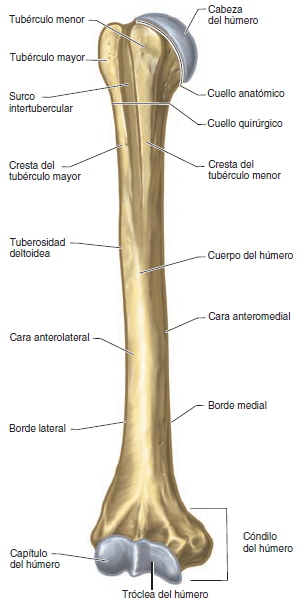 Tubérculo menor
Cabeza
del húmero
Tubérculo mayor
Surco
intertubercular
Cuello anatómico
Cuello quirúrgico
Cresta del
tubérculo mayor
Cresta del
tubérculo menor
Tuberosidad
deltoidea
Cuerpo del húmero
Cara anteromedial
Cara anterolateral
Borde medial
Borde lateral
Cóndilo
del húmero
Capítulo
del húmero
Tróclea del húmero